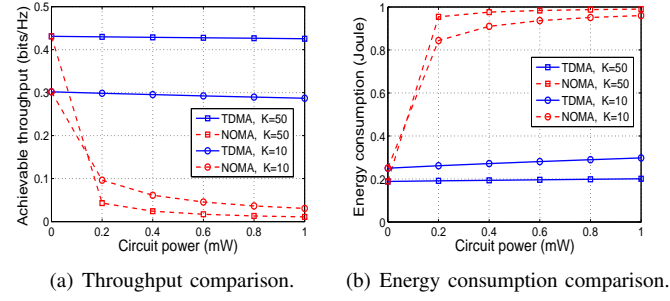 Achievable throughput (bits/Hz)
0.5
0.4
0.3
0.2
0.1
0
TDMA, K=50
NOMA, K=50
TDMA, K=10
NOMA, K=10
0 0.2 0.4 0.6 0.8 1
Circuit power (mW)
(a) Throughput comparison.
Energy consumption (Joule)
1
0.8
0.6
0.4
0.2
0
TDMA, K=50
NOMA, K=50
TDMA, K=10
NOMA, K=10
0 0.2 0.4 0.6 0.8 1
Circuit power (mW)
(b) Energy consumption comparison.